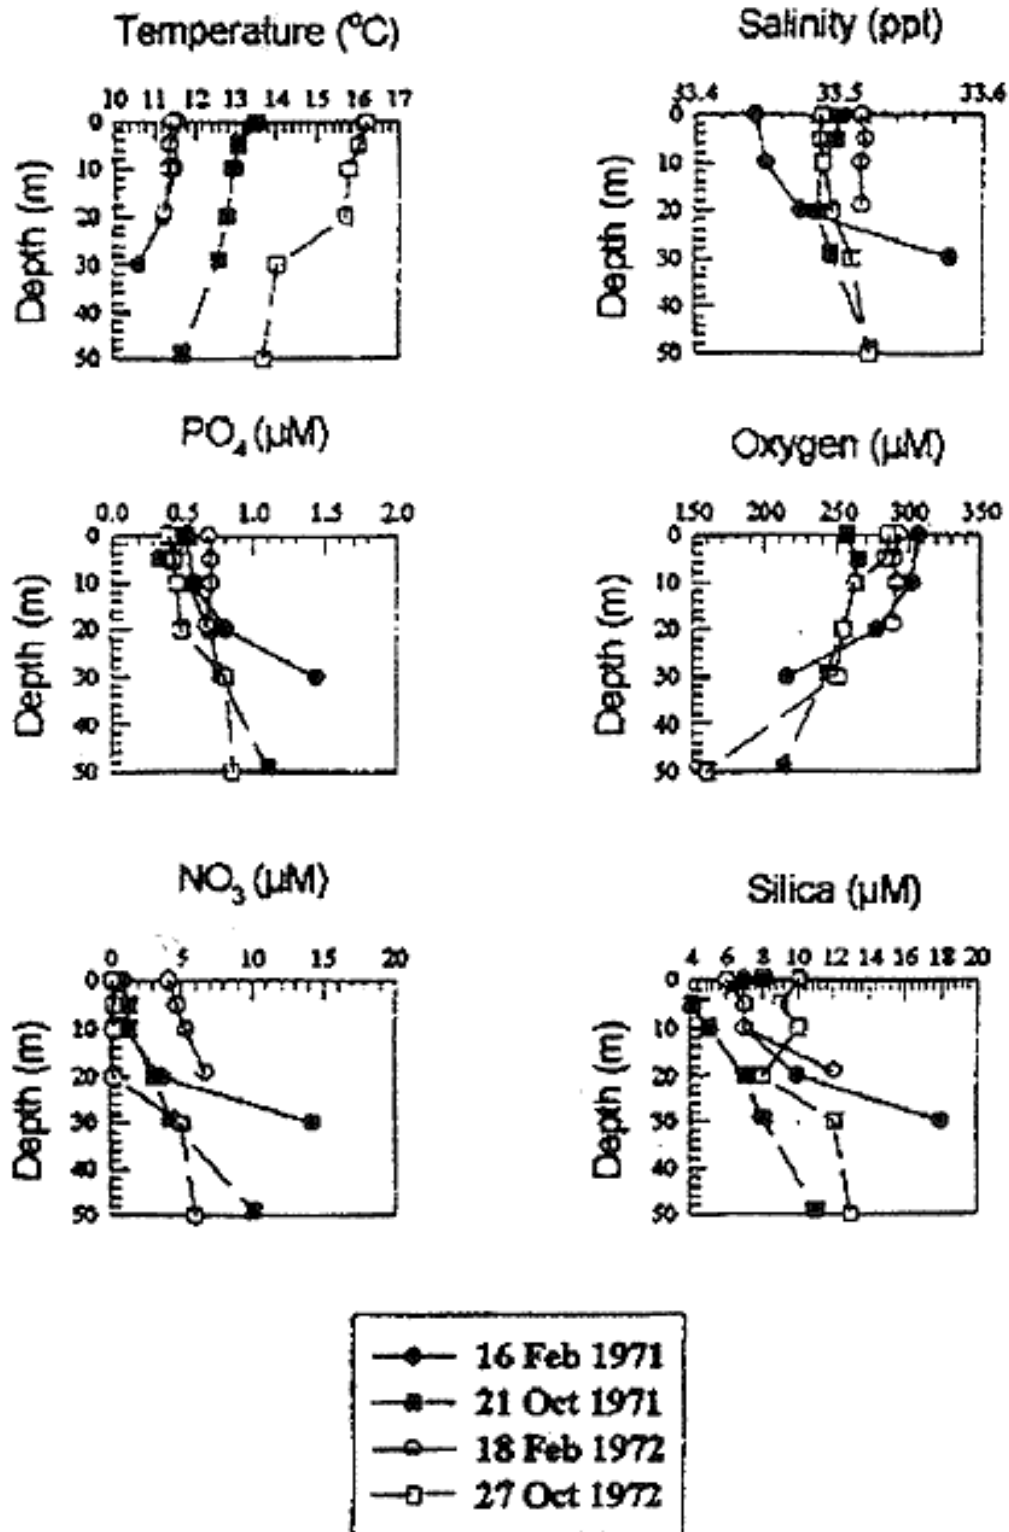 Temperature (°C)
10 11 12 13 14 15 16 17
0
10
20
30
40
50
Depth (m)
Salinity (ppt)
33.4 33.5 33.6
0
10
20
30
40
50
Depth (m)
PO4 (µM)
0.0 0.5 1.0 1.5 2.0
0
10
20
30
40
50
Depth (m)
Oxygen (µM)
150 200 250 300 350
0
10
20
30
40
50
Depth (m)
NO3 (µM)
0 5 10 15 20
0
10
20
30
40
50
Depth (m)
Silica (µM)
4 6 8 10 12 14 16 18 20
0
10
20
30
40
50
Depth (m)
16 Feb 1971
21 Oct 1971
18 Feb 1972
27 Oct 1972